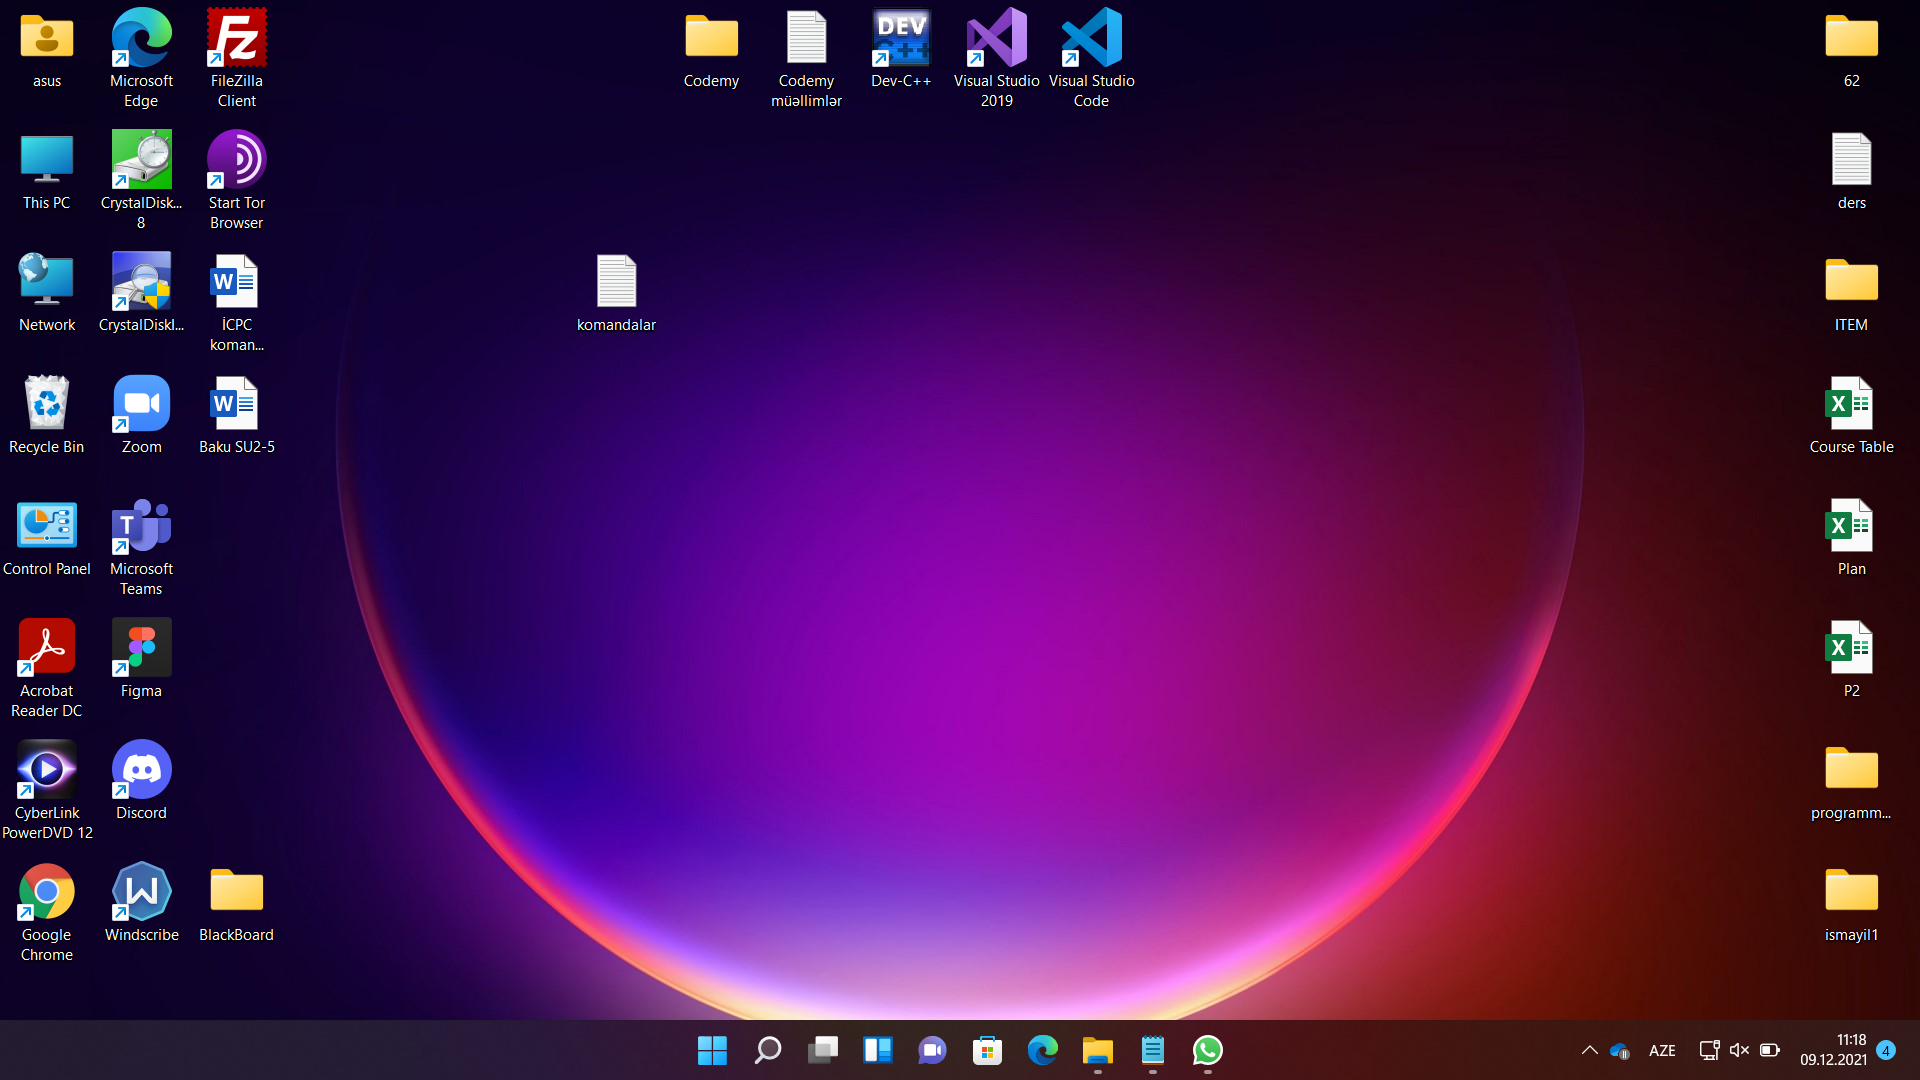 asus
Microsoft
Edge
FileZilla
Client
Codemy
Codemy
müəllimlər
DEV
C++
Dev-C++
Visual Studio
2019
Visual Studio
Code
62
This PC
CrystalDisk...
8
Start Tor
Browser
ders
Network
CrystalDiskI...
W
İCPC
koman...
komandalar
ITEM
Recycle Bin
Zoom
W
Baku SU2-5
X
Course Table
Control Panel
T
Microsoft
Teams
X
Plan
Acrobat
Reader DC
Figma
X
P2
CyberLink
PowerDVD 12
Discord
programm...
Google
Chrome
W
Windscribe
BlackBoard
ismayil1
AZE
11:18
09.12.2021
4